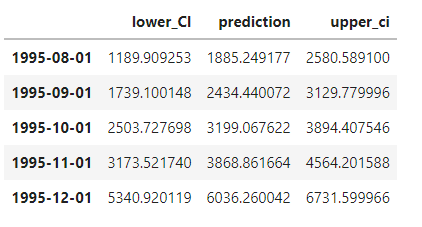 lower_CI prediction upper_ci
1995-08-01 1189.909253 1885.249177 2580.589100
1995-09-01 1739.100148 2434.440072 3129.779996
1995-10-01 2503.727698 3199.067622 3894.407546
1995-11-01 3173.521740 3868.861664 4564.201588
1995-12-01 5340.920119 6036.260042 6731.599966